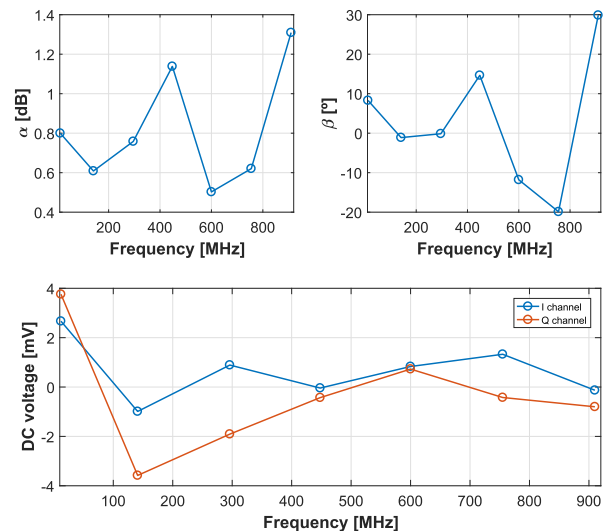 1.4
1.2
1
0.8
0.6
0.4
α [dB]
200 400 600 800
Frequency [MHz]
30
20
10
0
-10
-20
β [º]
200 400 600 800
Frequency [MHz]
4
2
0
-2
-4
DC voltage [mV]
I channel
Q channel
100 200 300 400 500 600 700 800 900
Frequency [MHz]